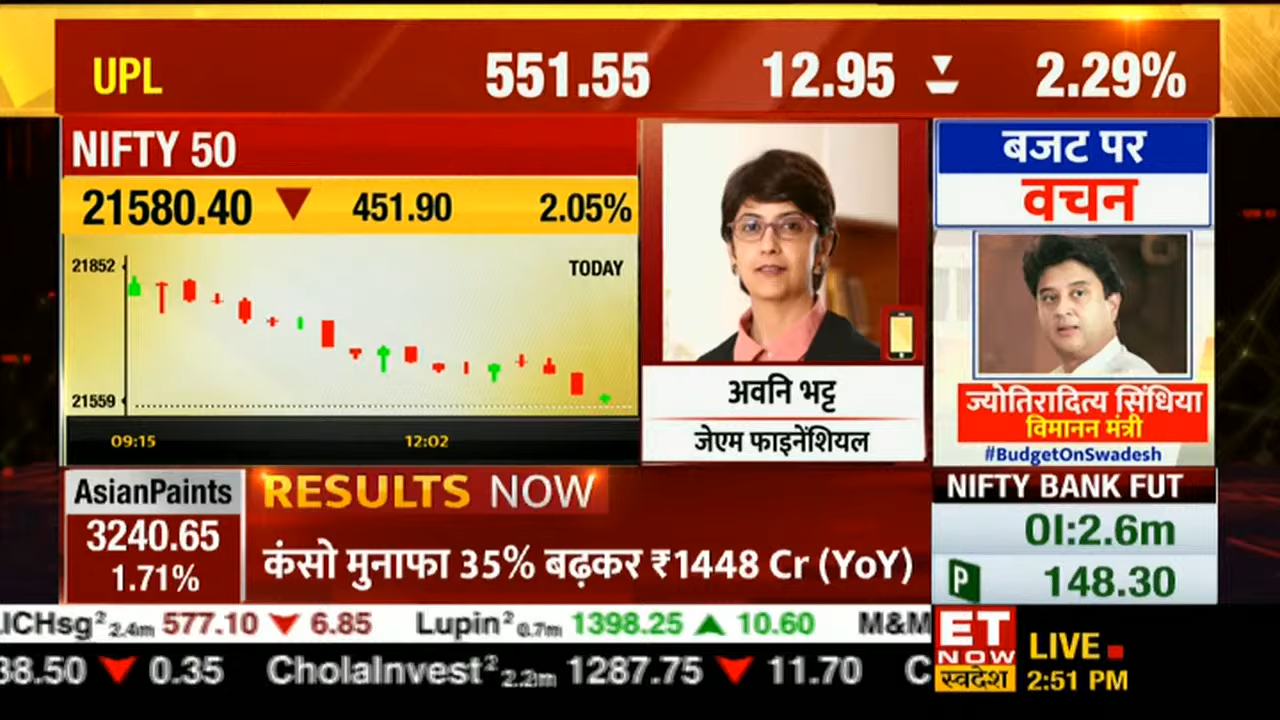 UPL 551.55 12.95 2.29%
NIFTY 50
21580.40 451.90 2.05%
21852
TODAY
21559
09:15 12:02
अवनि भट्ट
जेएम फाइनेंशियल
बजट पर
वचन
ज्योतिरादित्य सिंधिया
विमानन मंत्री
#BudgetOnSwadesh
AsianPaints
3240.65
1.71%
RESULTS NOW
कंसो मुनाफा 35% बढ़कर ₹1448 Cr (YoY)
NIFTY BANK FUT
OI:2.6m
P 148.30
LICHsg² 2.4m 577.10 6.85 Lupin² 0.7m 1398.25 10.60 M&M
38.50 0.35 CholaInvest² 2.2m 1287.75 11.70 C
ET
NOW
स्वदेश
LIVE
2:51 PM